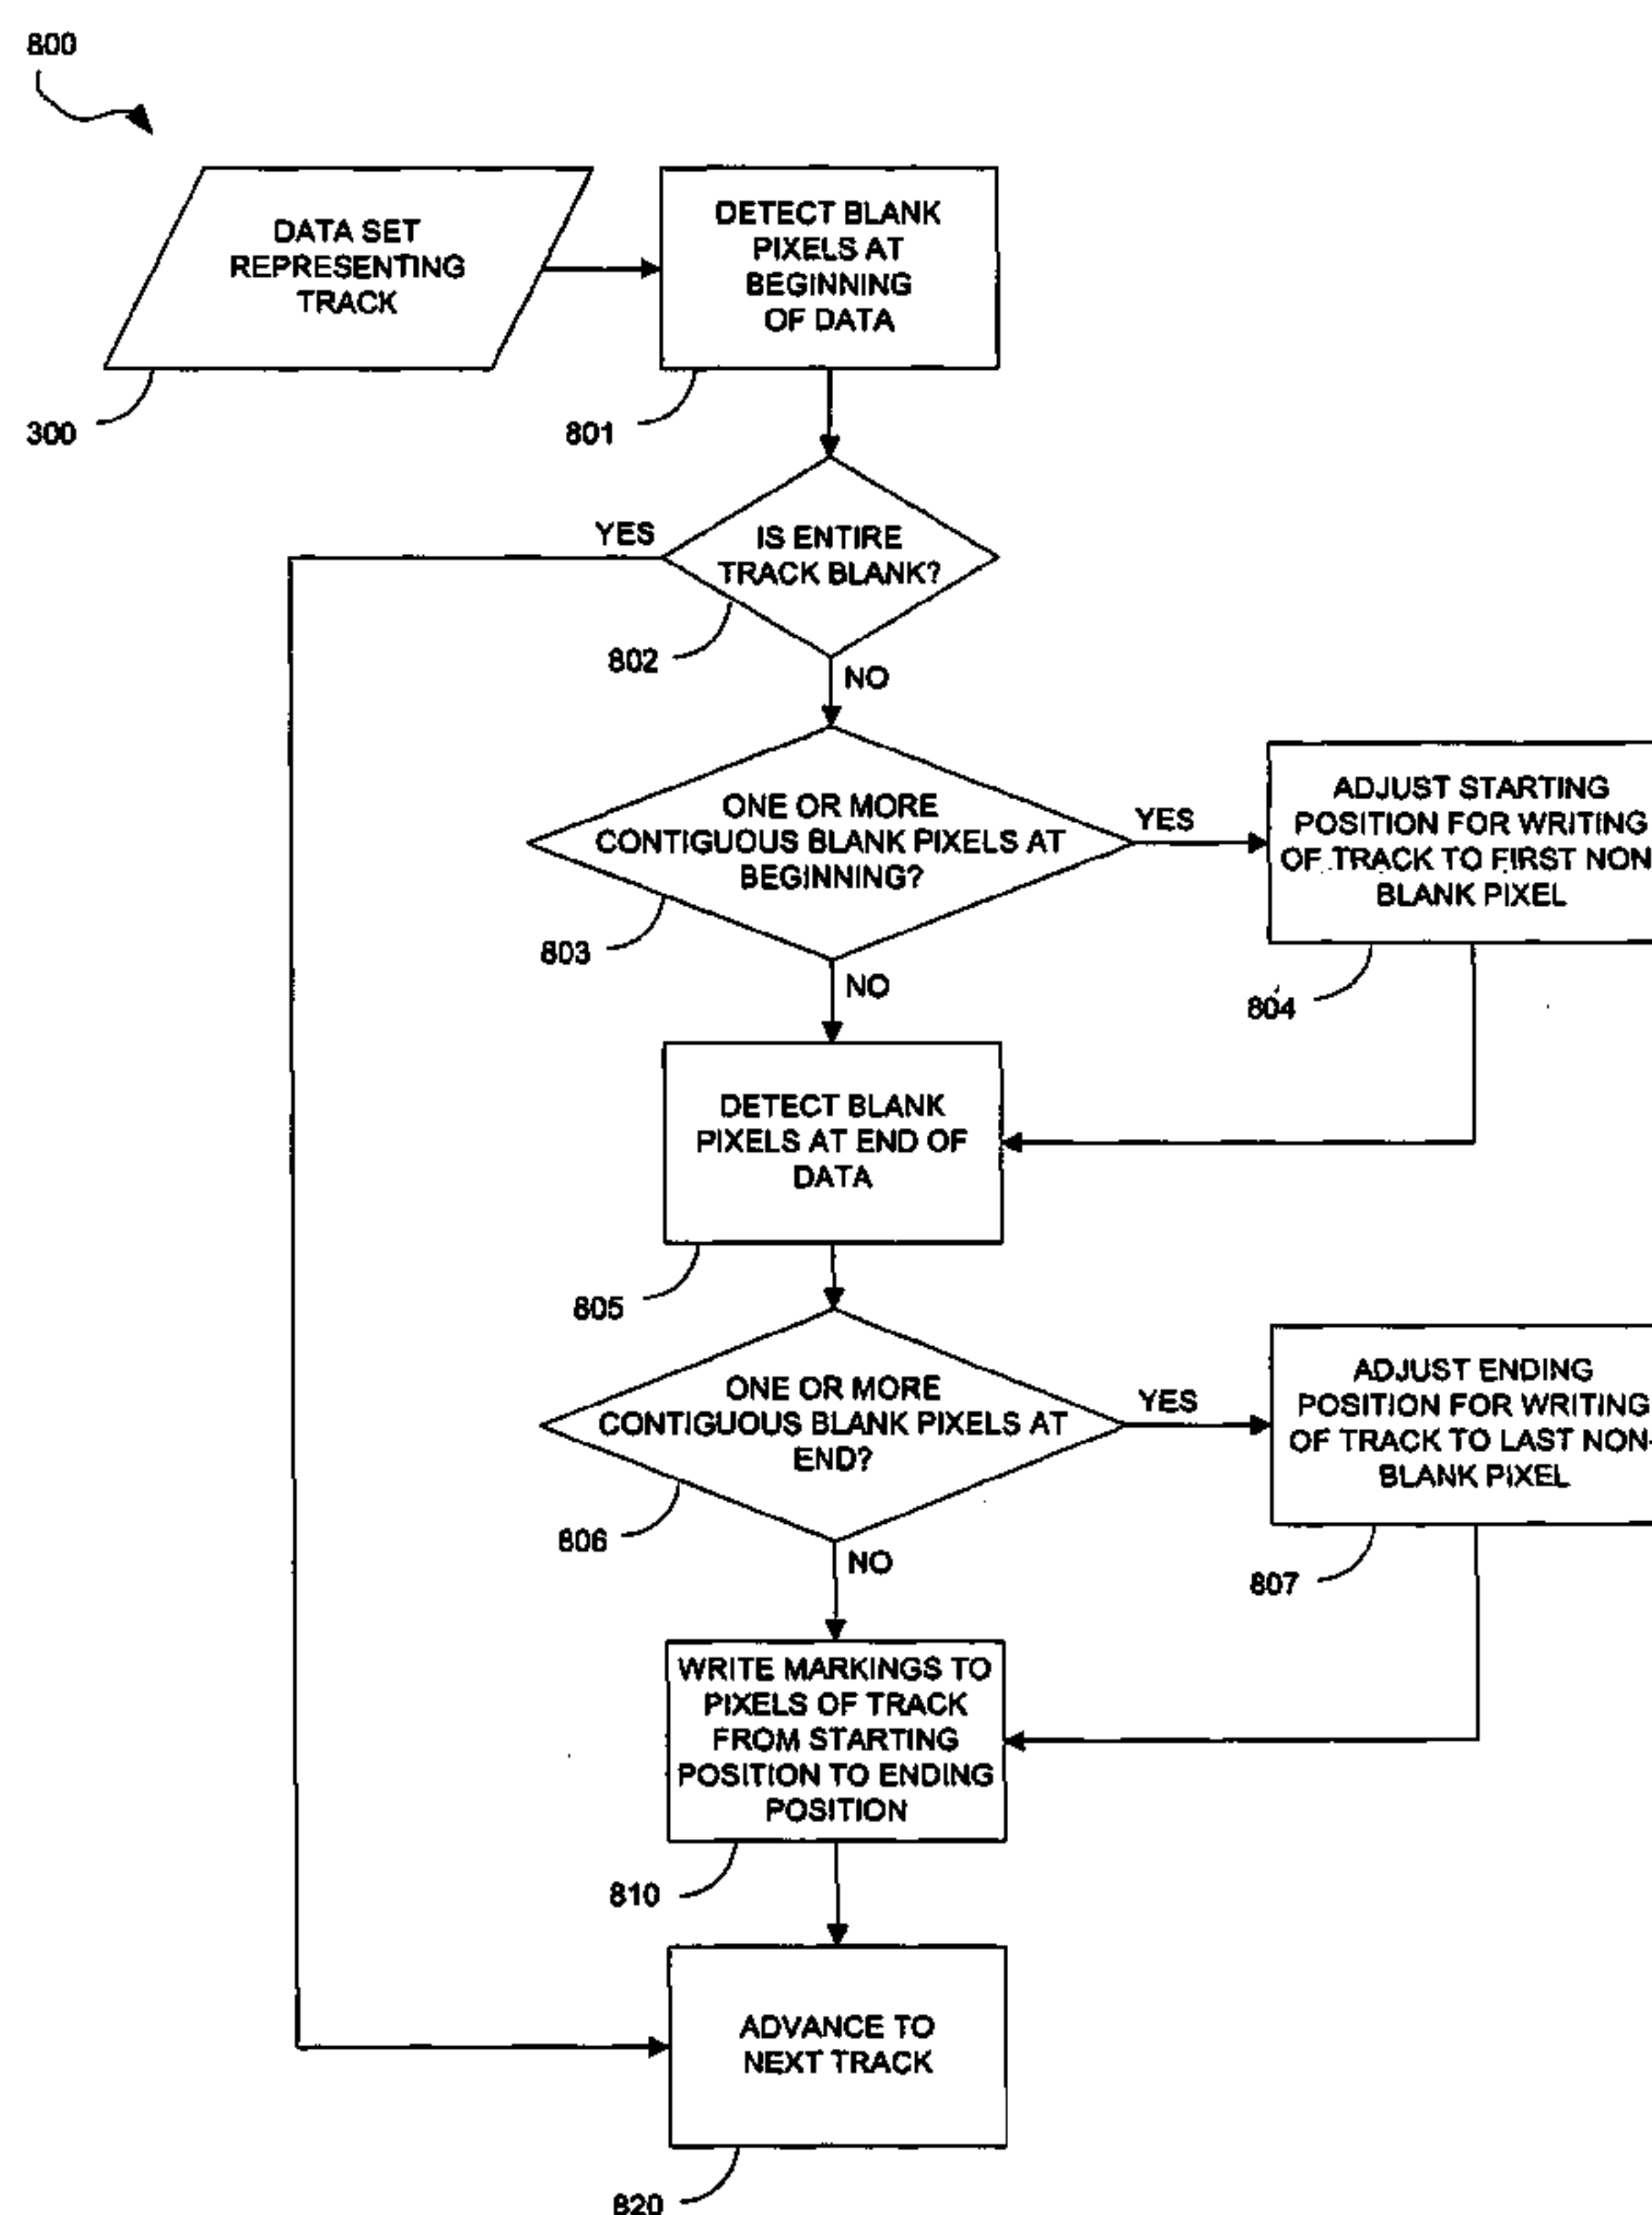 800
DATA SET
REPRESENTING
TRACK
300
DETECT BLANK
PIXELS AT
BEGINNING
OF DATA
801
IS ENTIRE
TRACK BLANK?
YES
802
NO
ONE OR MORE
CONTIGUOUS BLANK PIXELS AT
BEGINNING?
YES
803
NO
ADJUST STARTING
POSITION FOR WRITING
OF TRACK TO FIRST NON-
BLANK PIXEL
804
DETECT BLANK
PIXELS AT END OF
DATA
805
ONE OR MORE
CONTIGUOUS BLANK PIXELS AT
END?
YES
806
NO
ADJUST ENDING
POSITION FOR WRITING
OF TRACK TO LAST NON-
BLANK PIXEL
807
WRITE MARKINGS TO
PIXELS OF TRACK
FROM STARTING
POSITION TO ENDING
POSITION
810
ADVANCE TO
NEXT TRACK
820